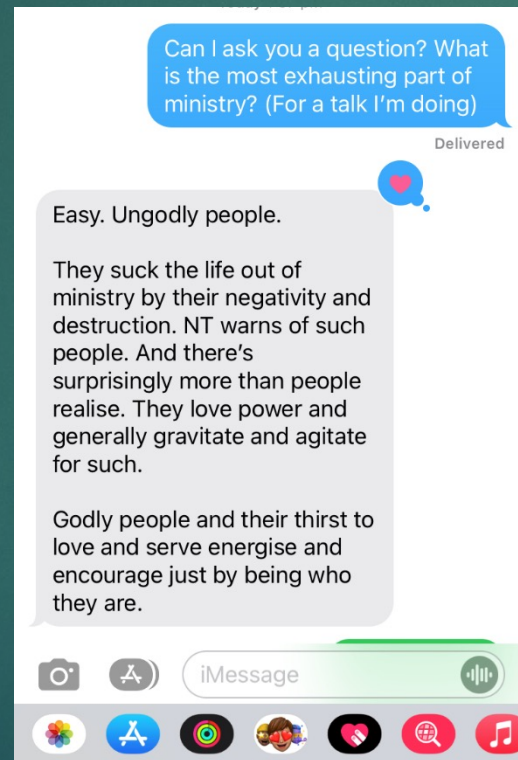 Can I ask you a question? What
is the most exhausting part of
ministry? (For a talk I'm doing)
Delivered
Easy. Ungodly people.
They suck the life out of
ministry by their negativity and
destruction. NT warns of such
people. And there's
surprisingly more than people
realise. They love power and
generally gravitate and agitate
for such.
Godly people and their thirst to
love and serve energise and
encourage just by being who
they are.
iMessage